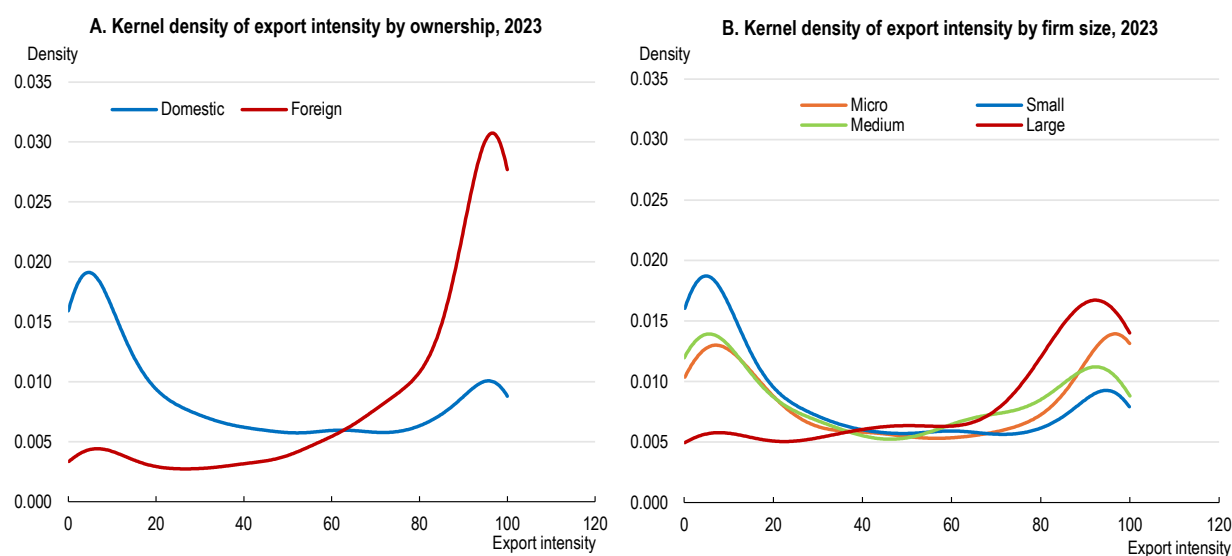 A. Kernel density of export intensity by ownership, 2023
Density
0.035
Domestic Foreign
0.030
0.025
0.020
0.015
0.010
0.005
0.000
0 20 40 60 80 100 120
Export intensity
B. Kernel density of export intensity by firm size, 2023
Density
0.035
Micro Small
Medium Large
0.030
0.025
0.020
0.015
0.010
0.005
0.000
0 20 40 60 80 100 120
Export intensity